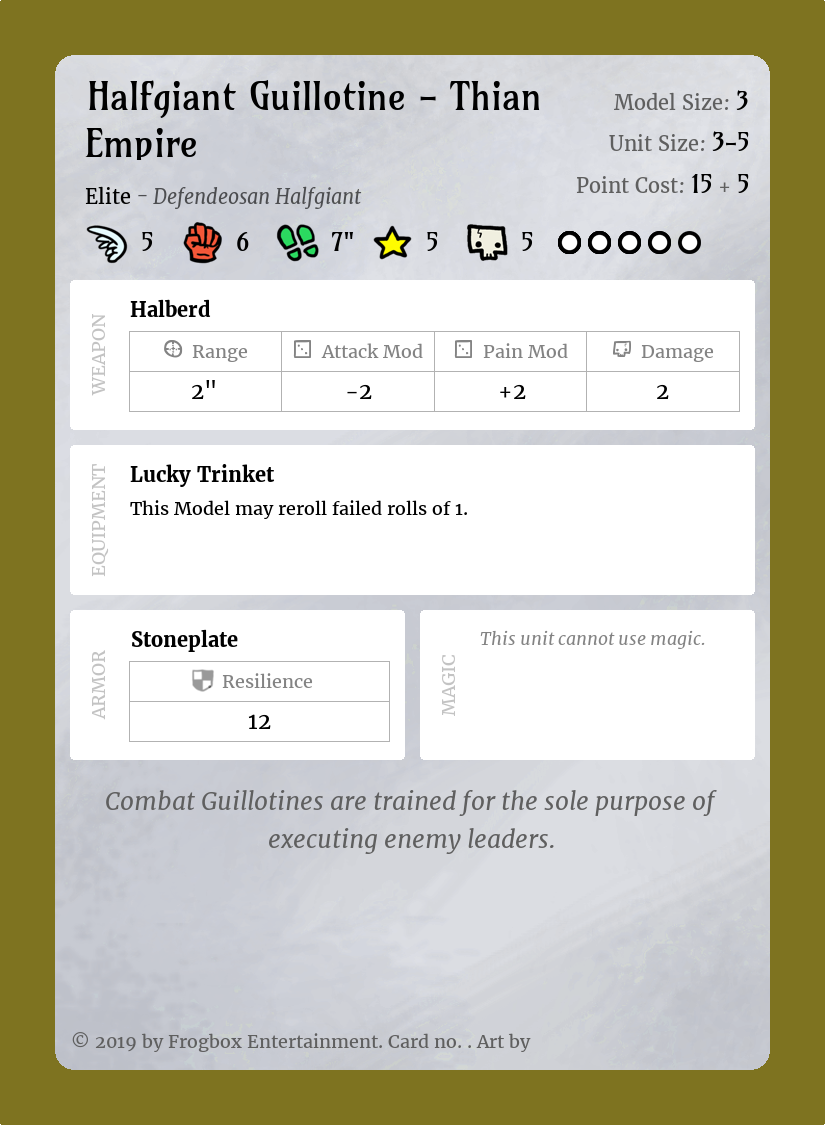 Halfgiant Guillotine – Thian
Empire
Model Size: 3
Unit Size: 3–5
Point Cost: 15 + 5
Elite – Defendeosan Halfgiant
5 6 7" 5 5
WEAPON
Halberd
Range Attack Mod Pain Mod Damage
2" -2 +2 2
EQUIPMENT
Lucky Trinket
This Model may reroll failed rolls of 1.
ARMOR
Stoneplate
Resilience
12
MAGIC
This unit cannot use magic.
Combat Guillotines are trained for the sole purpose of
executing enemy leaders.
© 2019 by Frogbox Entertainment. Card no. . Art by